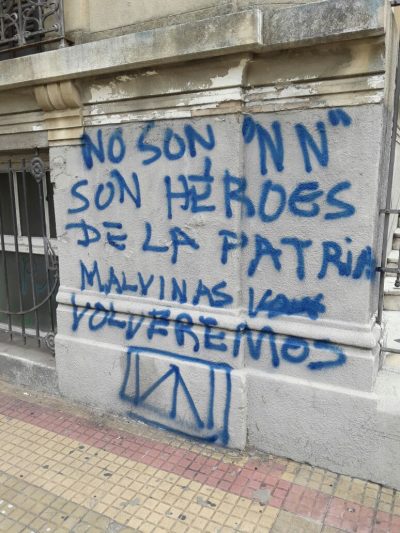 NO SON "NN"
SON HÉROES
DE LA PATRIA
MALVINAS
VOLVEREMOS